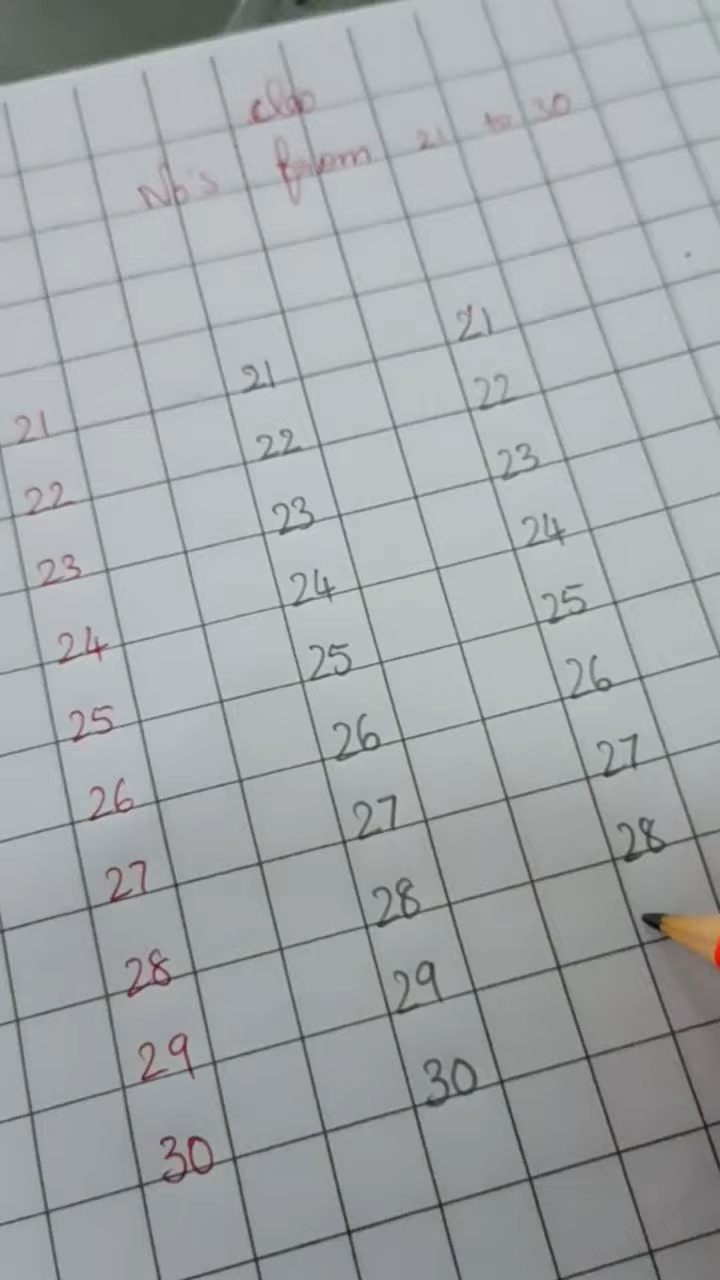 No's from 21 to 30
21 21 21
22 22 22
23 23 23
24 24 24
25 25 25
26 26 26
27 27 27
28 28 28
29 29
30 30